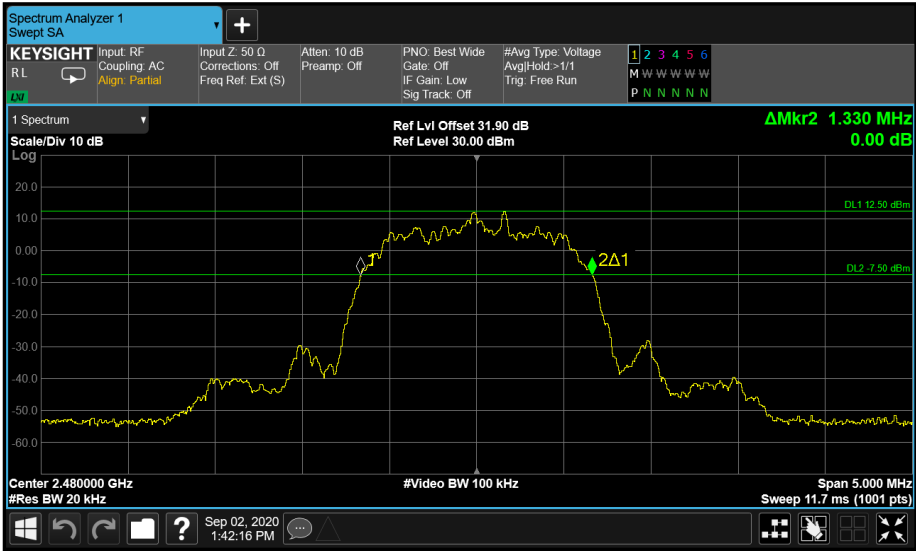 Spectrum Analyzer 1
Swept SA
+
KEYSIGHT
RL
LXI
Input: RF
Coupling: AC
Align: Partial
Input Z: 50 Ω
Corrections: Off
Freq Ref: Ext (S)
Atten: 10 dB
Preamp: Off
PNO: Best Wide
Gate: Off
IF Gain: Low
Sig Track: Off
#Avg Type: Voltage
Avg|Hold:>1/1
Trig: Free Run
1 2 3 4 5 6
M W W W W W
P N N N N N
1 Spectrum
Scale/Div 10 dB
Ref Lvl Offset 31.90 dB
Ref Level 30.00 dBm
ΔMkr2 1.330 MHz
0.00 dB
Log
20.0
DL1 12.50 dBm
10.0
0.00
1
2Δ1
DL2 -7.50 dBm
-10.0
-20.0
-30.0
-40.0
-50.0
-60.0
Center 2.480000 GHz
#Video BW 100 kHz
Span 5.000 MHz
#Res BW 20 kHz
Sweep 11.7 ms (1001 pts)
?
Sep 02, 2020
1:42:16 PM